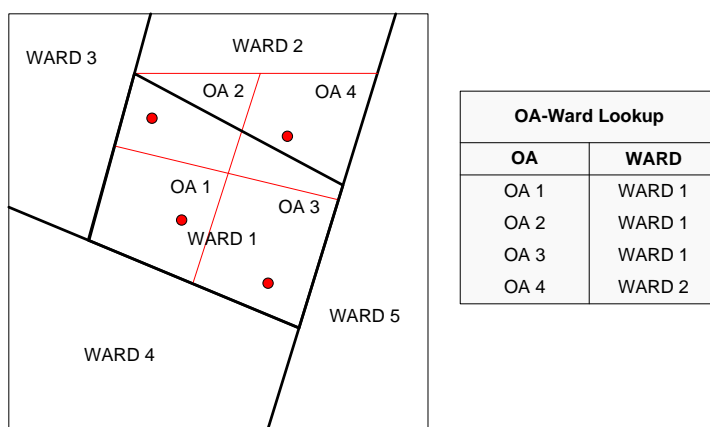 WARD 2
WARD 3
OA 2
OA 4
OA 1
OA 3
WARD 1
WARD 5
WARD 4
OA-Ward Lookup
OA WARD
OA 1 WARD 1
OA 2 WARD 1
OA 3 WARD 1
OA 4 WARD 2